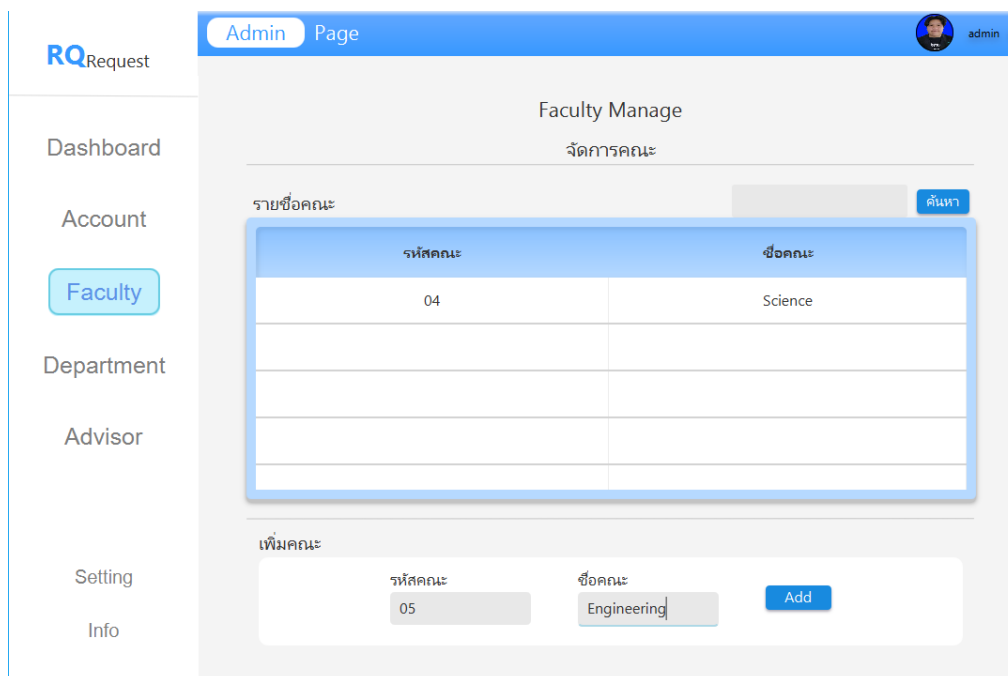 RQRequest
Admin Page
admin
Dashboard
Account
Faculty
Department
Advisor
Setting
Info
Faculty Manage
จัดการคณะ
รายชื่อคณะ
ค้นหา
รหัสคณะ ชื่อคณะ
04 Science
เพิ่มคณะ
รหัสคณะ ชื่อคณะ
05 Engineering Add